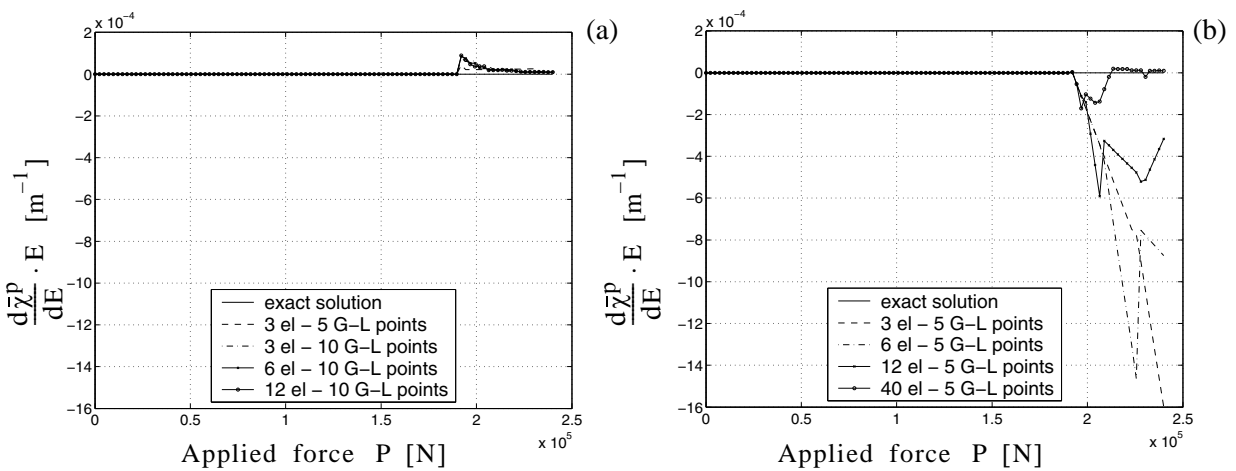 x 10⁻⁴
(a)
2
0
−2
−4
−6
−8
−10
−12
−14
−16
dχ̄ᵖ/dE · E [m⁻¹]
exact solution
3 el − 5 G−L points
3 el − 10 G−L points
6 el − 10 G−L points
12 el − 10 G−L points
0 0.5 1 1.5 2 2.5
x 10⁵
Applied force P [N]
x 10⁻⁴
(b)
2
0
−2
−4
−6
−8
−10
−12
−14
−16
dχ̄ᵖ/dE · E [m⁻¹]
exact solution
3 el − 5 G−L points
6 el − 5 G−L points
12 el − 5 G−L points
40 el − 5 G−L points
0 0.5 1 1.5 2 2.5
x 10⁵
Applied force P [N]